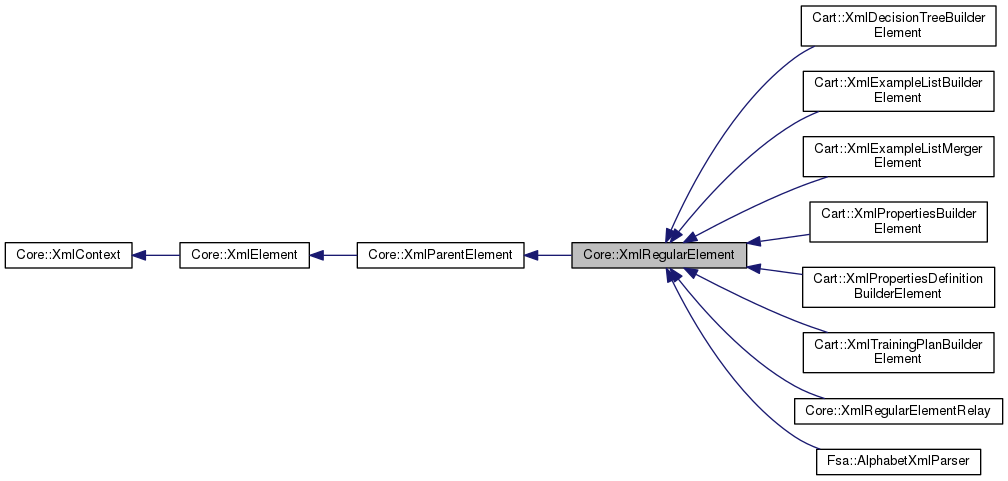 Cart::XmlDecisionTreeBuilder
Element
Cart::XmlExampleListBuilder
Element
Cart::XmlExampleListMerger
Element
Cart::XmlPropertiesBuilder
Element
Core::XmlContext
Core::XmlElement
Core::XmlParentElement
Core::XmlRegularElement
Cart::XmlPropertiesDefinition
BuilderElement
Cart::XmlTrainingPlanBuilder
Element
Core::XmlRegularElementRelay
Fsa::AlphabetXmlParser